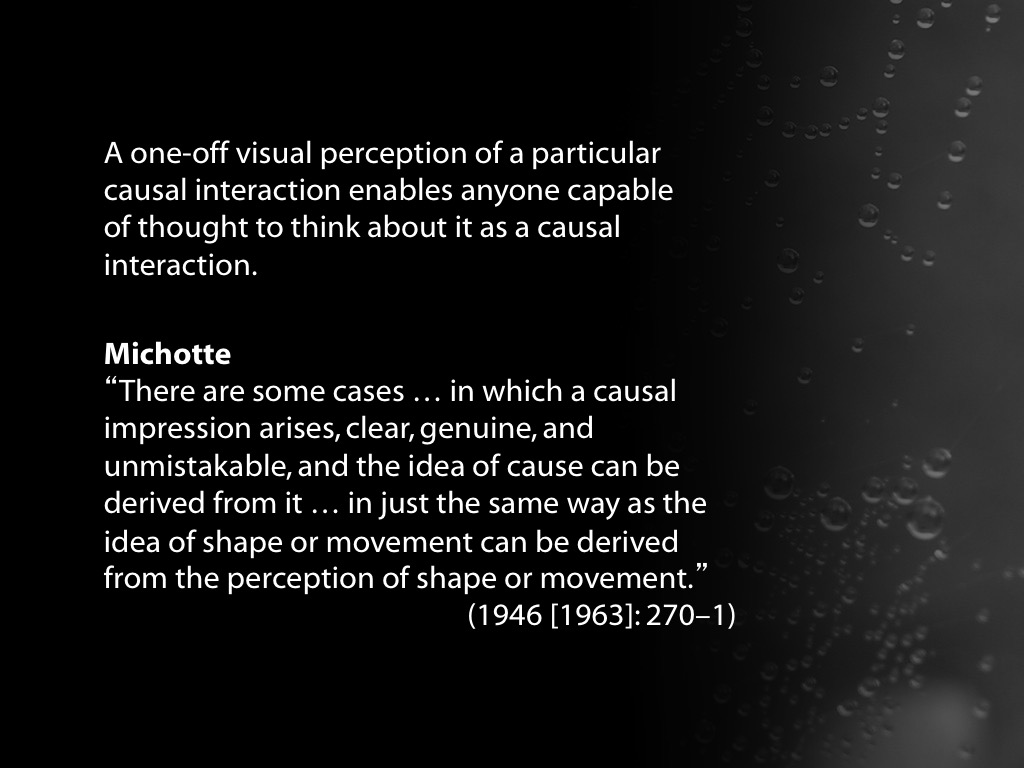 A one-off visual perception of a particular
causal interaction enables anyone capable
of thought to think about it as a causal
interaction.
Michotte
“There are some cases … in which a causal
impression arises, clear, genuine, and
unmistakable, and the idea of cause can be
derived from it … in just the same way as the
idea of shape or movement can be derived
from the perception of shape or movement.”
(1946 [1963]: 270–1)